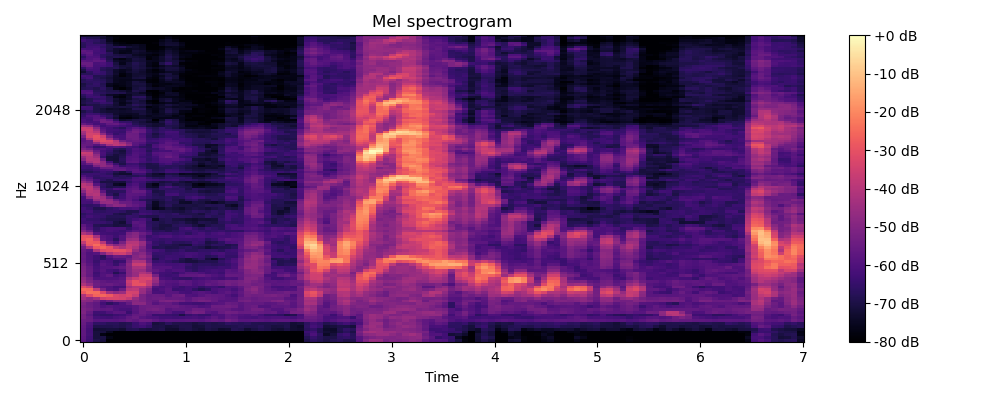 Mel spectrogram
+0 dB
-10 dB
-20 dB
-30 dB
-40 dB
-50 dB
-60 dB
-70 dB
-80 dB
Hz
2048
1024
512
0
0 1 2 3 4 5 6 7
Time